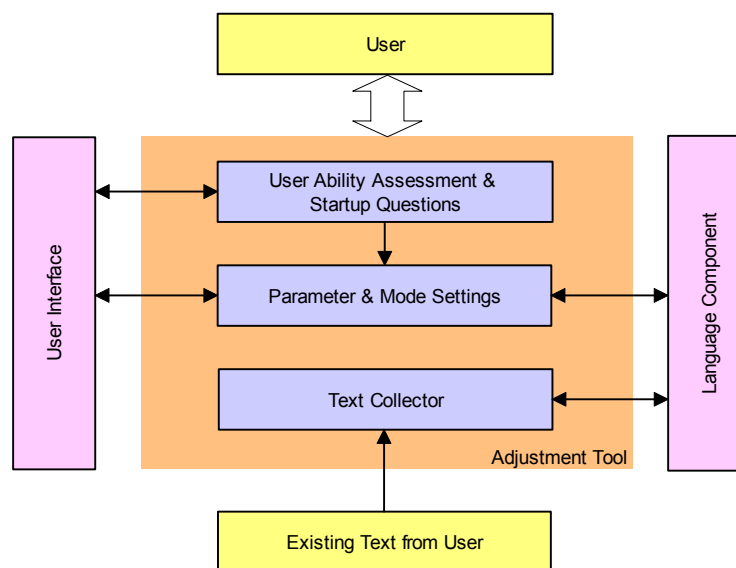 User
User Ability Assessment &
Startup Questions
User Interface
Parameter & Mode Settings
Language Component
Text Collector
Adjustment Tool
Existing Text from User